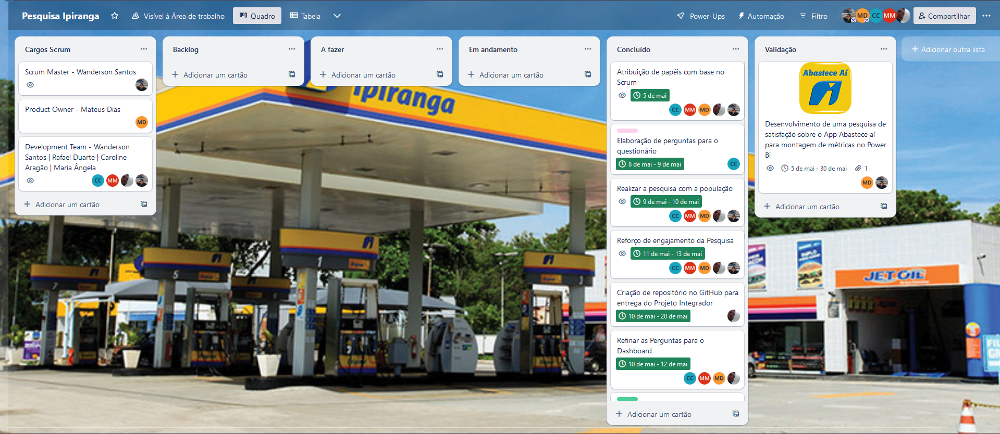 Pesquisa Ipiranga
Visível à Área de trabalho
Quadro
Tabela
Power-Ups
Automação
Filtro
MD
CC
MM
Compartilhar
Cargos Scrum
Scrum Master - Wanderson Santos
Product Owner - Mateus Dias
MD
Development Team - Wanderson
Santos | Rafael Duarte | Caroline
Aragão | Maria Ângela
CC MM
Adicionar um cartão
Backlog
Adicionar um cartão
A fazer
Adicionar um cartão
Em andamento
Adicionar um cartão
Concluído
Atribuição de papéis com base no
Scrum
5 de mai
CC MM MD
Elaboração de perguntas para o
questionário
8 de mai - 9 de mai
CC
Realizar a pesquisa com a população
9 de mai - 10 de mai
CC MM MD
Reforço de engajamento da Pesquisa
11 de mai - 13 de mai
CC MM MD
Criação de repositório no GitHub para
entrega do Projeto Integrador
10 de mai - 20 de mai
Refinar as Perguntas para o
Dashboard
10 de mai - 12 de mai
CC MM MD
Adicionar um cartão
Validação
Abastece Aí
Desenvolvimento de uma pesquisa de
satisfação sobre o App Abastece aí
para montagem de métricas no Power
Bi
5 de mai - 30 de mai
1
MD
Adicionar um cartão
Adicionar outra lista
Ipiranga
1
5
7
3
JET OIL